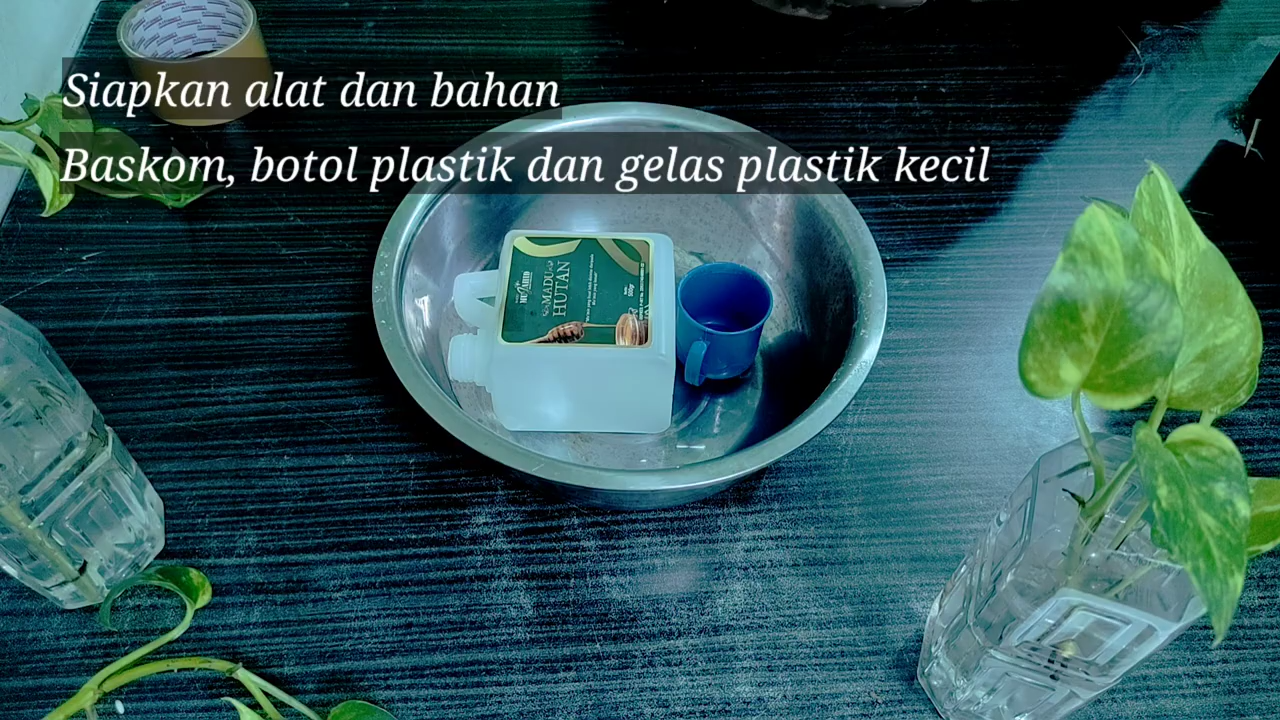 Siapkan alat dan bahan
Baskom, botol plastik dan gelas plastik kecil
MADU
HUTAN